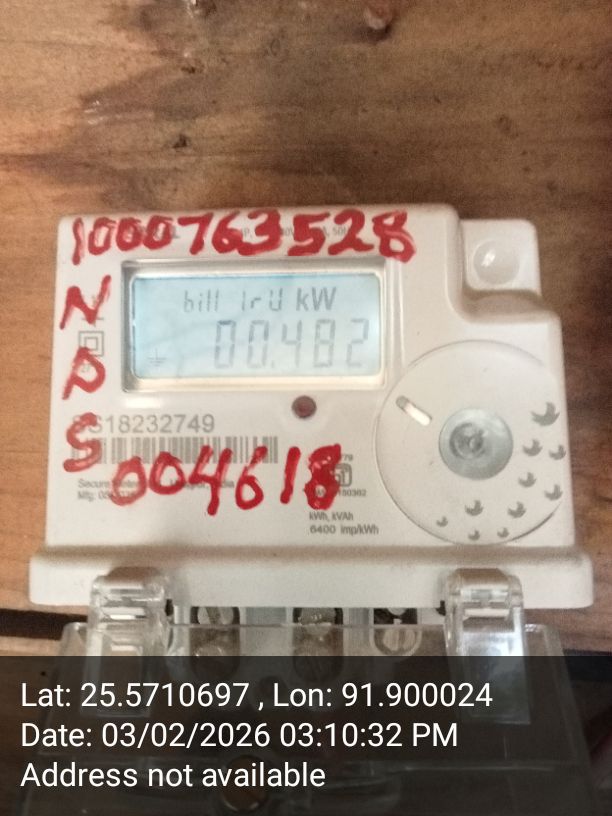 1000763528
bill IrU kW
00.482
N
P
S
SS18232749
004618
kWh, kVAh
6400 imp/kWh
Lat: 25.5710697 , Lon: 91.900024
Date: 03/02/2026 03:10:32 PM
Address not available